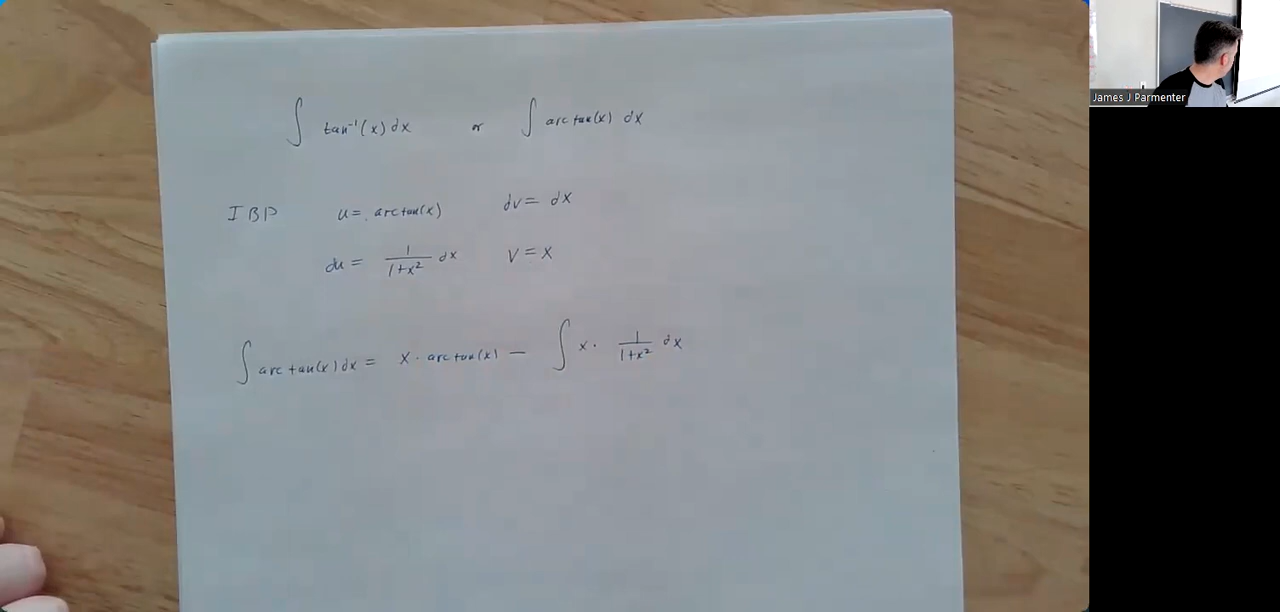 ∫ tan⁻¹(x) dx or ∫ arctan(x) dx
IBP u = arctan(x) dv = dx
du = 1/(1+x²) dx v = x
∫ arctan(x) dx = x · arctan(x) − ∫ x · 1/(1+x²) dx
James J Parmenter